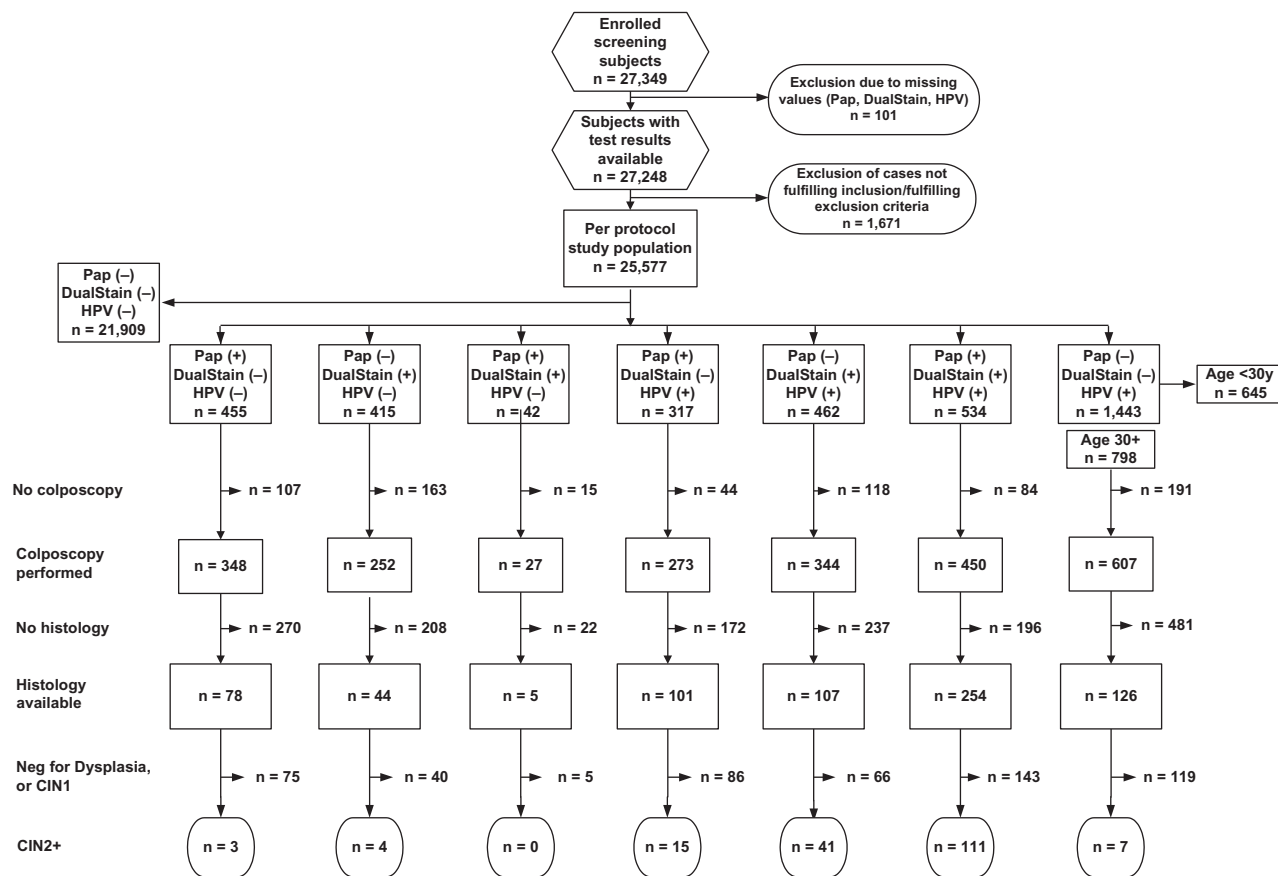 Enrolled
screening
subjects
n = 27,349
Exclusion due to missing
values (Pap, DualStain, HPV)
n = 101
Subjects with
test results
available
n = 27,248
Exclusion of cases not
fulfilling inclusion/fulfilling
exclusion criteria
n = 1,671
Per protocol
study population
n = 25,577
Pap (–)
DualStain (–)
HPV (–)
n = 21,909
Pap (+)
DualStain (–)
HPV (–)
n = 455
Pap (–)
DualStain (+)
HPV (–)
n = 415
Pap (+)
DualStain (+)
HPV (–)
n = 42
Pap (+)
DualStain (–)
HPV (+)
n = 317
Pap (–)
DualStain (+)
HPV (+)
n = 462
Pap (+)
DualStain (+)
HPV (+)
n = 534
Pap (–)
DualStain (–)
HPV (+)
n = 1,443
Age <30y
n = 645
Age 30+
n = 798
No colposcopy
n = 107
n = 163
n = 15
n = 44
n = 118
n = 84
n = 191
Colposcopy
performed
n = 348
n = 252
n = 27
n = 273
n = 344
n = 450
n = 607
No histology
n = 270
n = 208
n = 22
n = 172
n = 237
n = 196
n = 481
Histology
available
n = 78
n = 44
n = 5
n = 101
n = 107
n = 254
n = 126
Neg for Dysplasia,
or CIN1
n = 75
n = 40
n = 5
n = 86
n = 66
n = 143
n = 119
CIN2+
n = 3
n = 4
n = 0
n = 15
n = 41
n = 111
n = 7